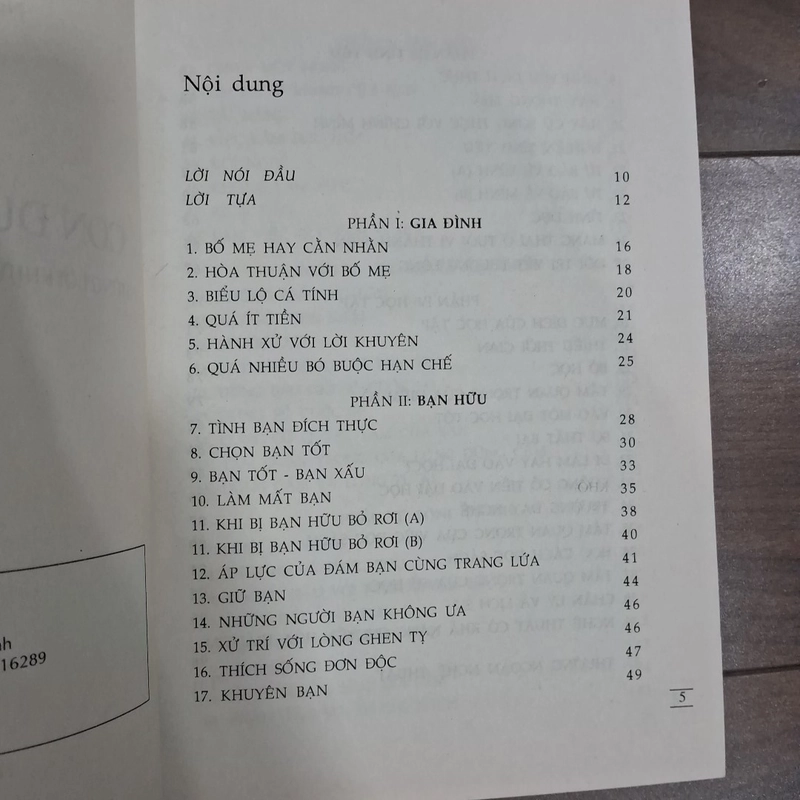 Nội dung
LỜI NÓI ĐẦU 10
LỜI TỰA 12
PHẦN I: GIA ĐÌNH
1. BỐ MẸ HAY CẰN NHẰN 16
2. HÒA THUẬN VỚI BỐ MẸ 18
3. BIỂU LỘ CÁ TÍNH 20
4. QUÁ ÍT TIỀN 21
5. HÀNH XỬ VỚI LỜI KHUYÊN 24
6. QUÁ NHIỀU BÓ BUỘC HẠN CHẾ 25
PHẦN II: BẠN HỮU
7. TÌNH BẠN ĐÍCH THỰC 28
8. CHỌN BẠN TỐT 30
9. BẠN TỐT - BẠN XẤU 33
10. LÀM MẤT BẠN 35
11. KHI BỊ BẠN HỮU BỎ RƠI (A) 38
11. KHI BỊ BẠN HỮU BỎ RƠI (B) 40
12. ÁP LỰC CỦA ĐÁM BẠN CÙNG TRANG LỨA 41
13. GIỮ BẠN 44
14. NHỮNG NGƯỜI BẠN KHÔNG ƯA 46
15. XỬ TRÍ VỚI LÒNG GHEN TỴ 46
16. THÍCH SỐNG ĐƠN ĐỘC 47
17. KHUYÊN BẠN 49
5
nh
16289